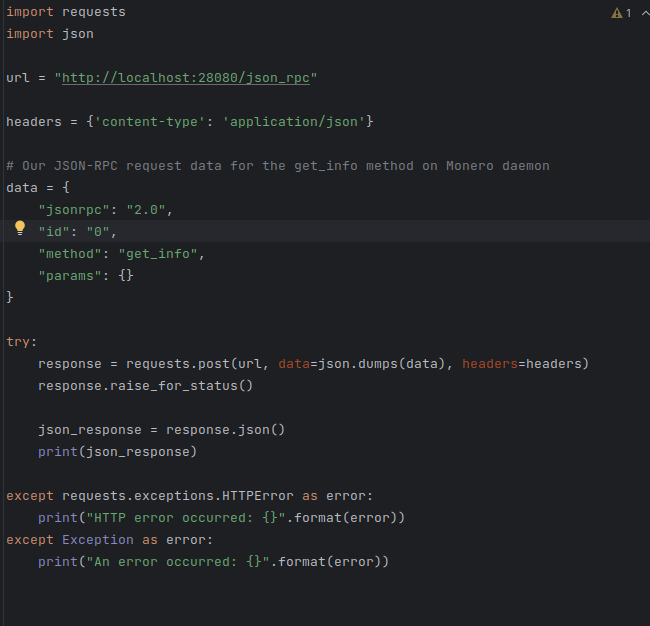 import requests
import json
1
url = "http://localhost:28080/json_rpc"
headers = {'content-type': 'application/json'}
# Our JSON-RPC request data for the get_info method on Monero daemon
data = {
    "jsonrpc": "2.0",
    "id": "0",
    "method": "get_info",
    "params": {}
}
try:
    response = requests.post(url, data=json.dumps(data), headers=headers)
    response.raise_for_status()
    json_response = response.json()
    print(json_response)
except requests.exceptions.HTTPError as error:
    print("HTTP error occurred: {}".format(error))
except Exception as error:
    print("An error occurred: {}".format(error))